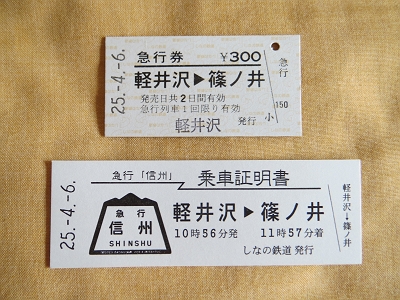 25.-4.-6.
急行券 ¥300
軽井沢▶篠ノ井
発売日共2日間有効
急行列車1回限り有効
軽井沢 発行
急行
150
小
25.-4.-6.
急行「信州」 乗車証明書
急行
信州
SHINSHU
軽井沢▶篠ノ井
10時56分発 11時57分着
しなの鉄道 発行
軽井沢→篠ノ井